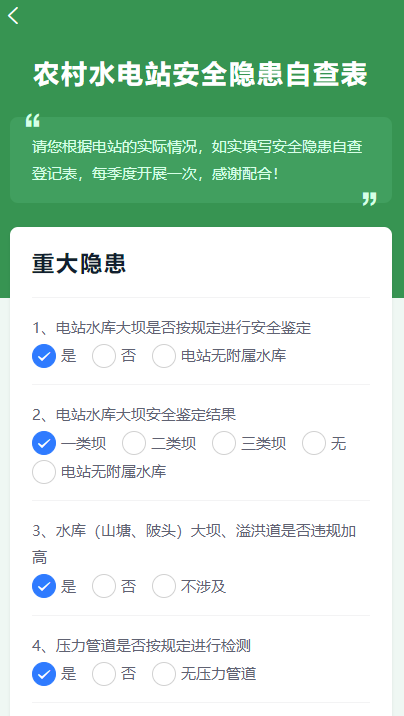 农村水电站安全隐患自查表
“
请您根据电站的实际情况，如实填写安全隐患自查
登记表，每季度开展一次，感谢配合！
”
重大隐患
1、电站水库大坝是否按规定进行安全鉴定
是 否 电站无附属水库
2、电站水库大坝安全鉴定结果
一类坝 二类坝 三类坝 无
电站无附属水库
3、水库（山塘、陂头）大坝、溢洪道是否违规加
高
是 否 不涉及
4、压力管道是否按规定进行检测
是 否 无压力管道